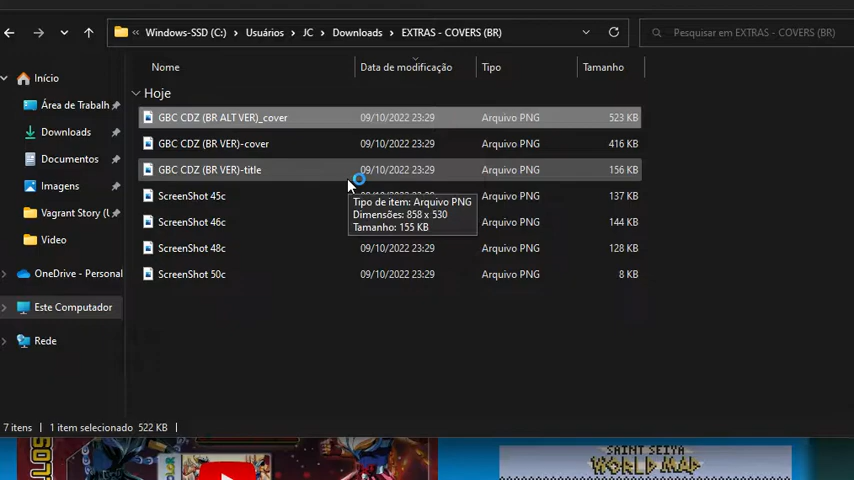 Windows-SSD (C:) Usuários JC Downloads EXTRAS - COVERS (BR) Pesquisar em EXTRAS - COVERS (BR)
Nome Data de modificação Tipo Tamanho
Início
Área de Trabalh
Downloads
Documentos
Imagens
Vagrant Story (U
Video
OneDrive - Personal
Este Computador
Rede
Hoje
GBC CDZ (BR ALT VER)_cover 09/10/2022 23:29 Arquivo PNG 523 KB
GBC CDZ (BR VER)-cover 09/10/2022 23:29 Arquivo PNG 416 KB
GBC CDZ (BR VER)-title 09/10/2022 23:29 Arquivo PNG 156 KB
ScreenShot 45c 09/10/2022 23:29 Arquivo PNG 137 KB
ScreenShot 46c Arquivo PNG 144 KB
ScreenShot 48c 09/10/2022 23:29 Arquivo PNG 128 KB
ScreenShot 50c 09/10/2022 23:29 Arquivo PNG 8 KB
Tipo de item: Arquivo PNG
Dimensões: 858 x 530
Tamanho: 155 KB
7 itens 1 item selecionado 522 KB
SAINT SEIYA
WORLD MAP